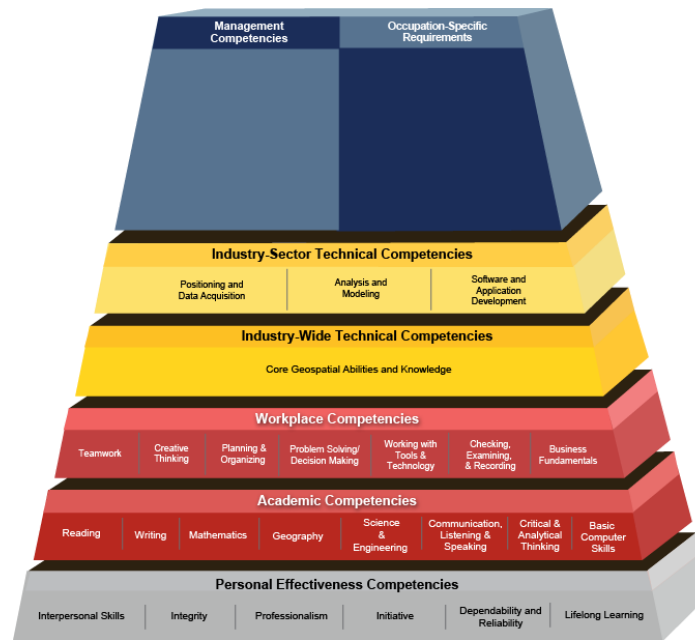 Management
Competencies
Occupation-Specific
Requirements
Industry-Sector Technical Competencies
Positioning and
Data Acquisition
Analysis and
Modeling
Software and
Application
Development
Industry-Wide Technical Competencies
Core Geospatial Abilities and Knowledge
Workplace Competencies
Teamwork
Creative
Thinking
Planning &
Organizing
Problem Solving/
Decision Making
Working with
Tools &
Technology
Checking,
Examining,
& Recording
Business
Fundamentals
Academic Competencies
Reading
Writing
Mathematics
Geography
Science
&
Engineering
Communication,
Listening &
Speaking
Critical &
Analytical
Thinking
Basic
Computer
Skills
Personal Effectiveness Competencies
Interpersonal Skills
Integrity
Professionalism
Initiative
Dependability and
Reliability
Lifelong Learning